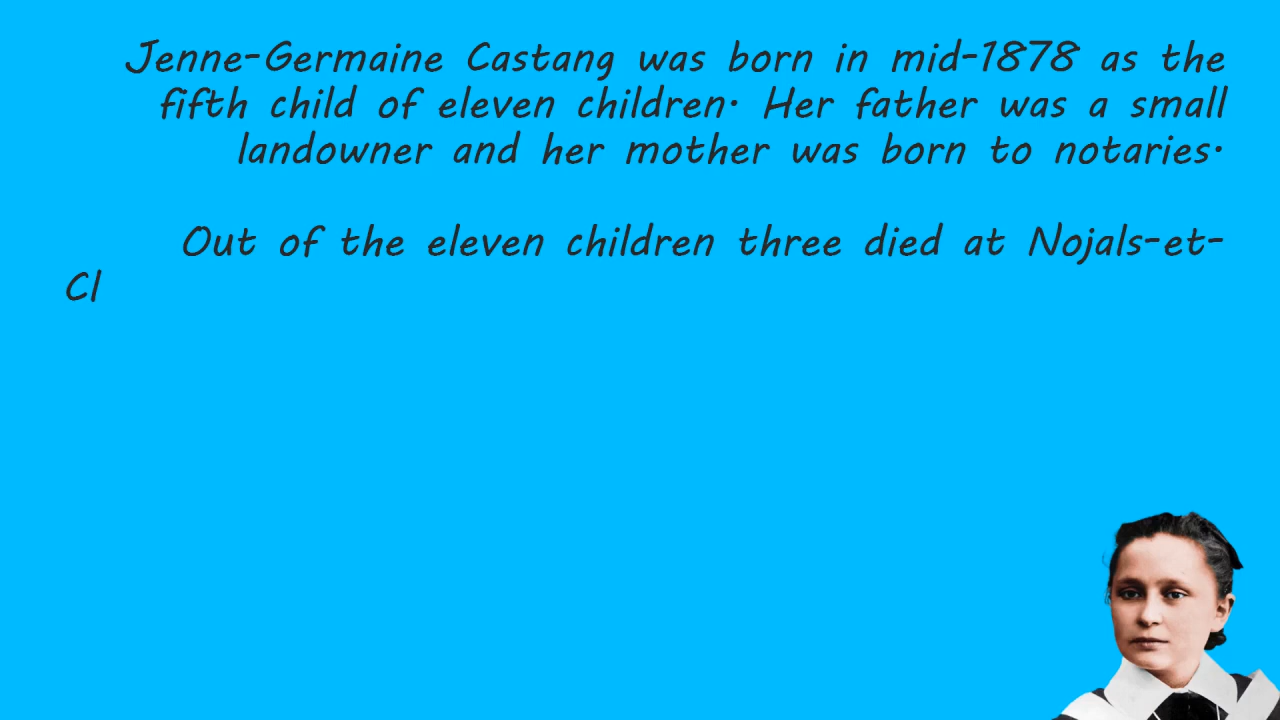 Jenne-Germaine Castang was born in mid-1878 as the
fifth child of eleven children. Her father was a small
landowner and her mother was born to notaries.
Out of the eleven children three died at Nojals-et-
Cl